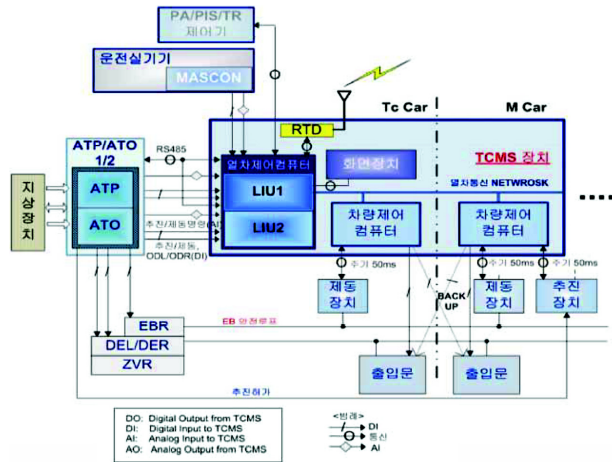 PA/PIS/TR
제어기
운전실기기
MASCON
Tc Car
M Car
RTD
ATP/ATO
1/2
RS485
열차제어컴퓨터
화면장치
TCMS 장치
LIU1
LIU2
열차통신 NETWROSK
지상장치
ATP
ATO
차량제어
컴퓨터
차량제어
컴퓨터
추진/제동명령(AI)
추진/제동,
ODL/ODR(DI)
주기 50ms
주기 50ms
주기 50ms
제동
장치
BACK
UP
제동
장치
추진
장치
EBR
EB 안전루프
DEL/DER
ZVR
출입문
출입문
추진허가
DO: Digital Output from TCMS
DI: Digital Input to TCMS
AI: Analog Input to TCMS
AO: Analog Output from TCMS
<범례>
DI
통신
AI